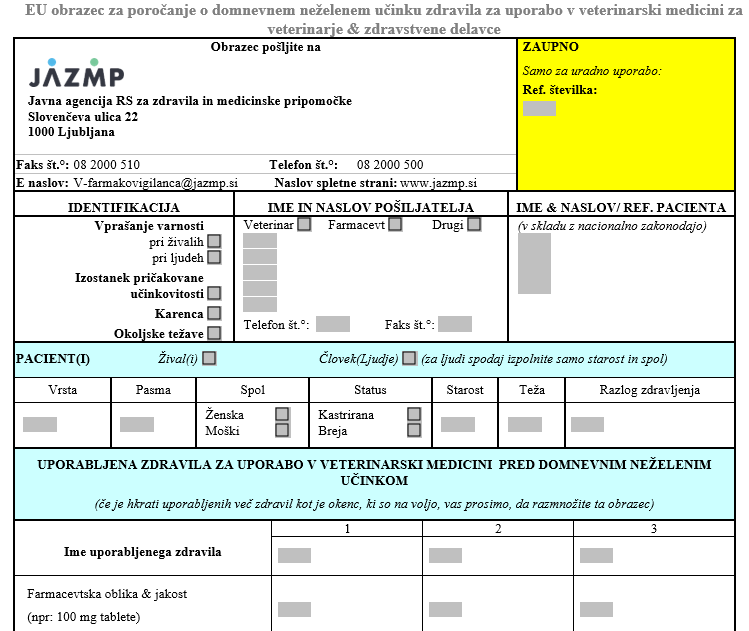 EU obrazec za poročanje o domnevnem neželenem učinku zdravila za uporabo v veterinarski medicini za
veterinarje & zdravstvene delavce
Obrazec pošljite na
JAZMP
Javna agencija RS za zdravila in medicinske pripomočke
Slovenčeva ulica 22
1000 Ljubljana
Faks št.°: 08 2000 510 Telefon št.°: 08 2000 500
E naslov: V-farmakovigilanca@jazmp.si Naslov spletne strani: www.jazmp.si
ZAUPNO
Samo za uradno uporabo:
Ref. številka:
IDENTIFIKACIJA
Vprašanje varnosti
pri živalih
pri ljudeh
Izostanek pričakovane
učinkovitosti
Karenca
Okoljske težave
IME IN NASLOV POŠILJATELJA
Veterinar Farmacevt Drugi
Telefon št.°: Faks št.°:
IME & NASLOV/ REF. PACIENTA
(v skladu z nacionalno zakonodajo)
PACIENT(I) Žival(i) Človek(Ljudje) (za ljudi spodaj izpolnite samo starost in spol)
Vrsta Pasma Spol Status Starost Teža Razlog zdravljenja
Ženska Kastrirana
Moški Breja
UPORABLJENA ZDRAVILA ZA UPORABO V VETERINARSKI MEDICINI PRED DOMNEVNIM NEŽELENIM
UČINKOM
(če je hkrati uporabljenih več zdravil kot je okenc, ki so na voljo, vas prosimo, da razmnožite ta obrazec)
1 2 3
Ime uporabljenega zdravila
Farmacevtska oblika & jakost
(npr: 100 mg tablete)